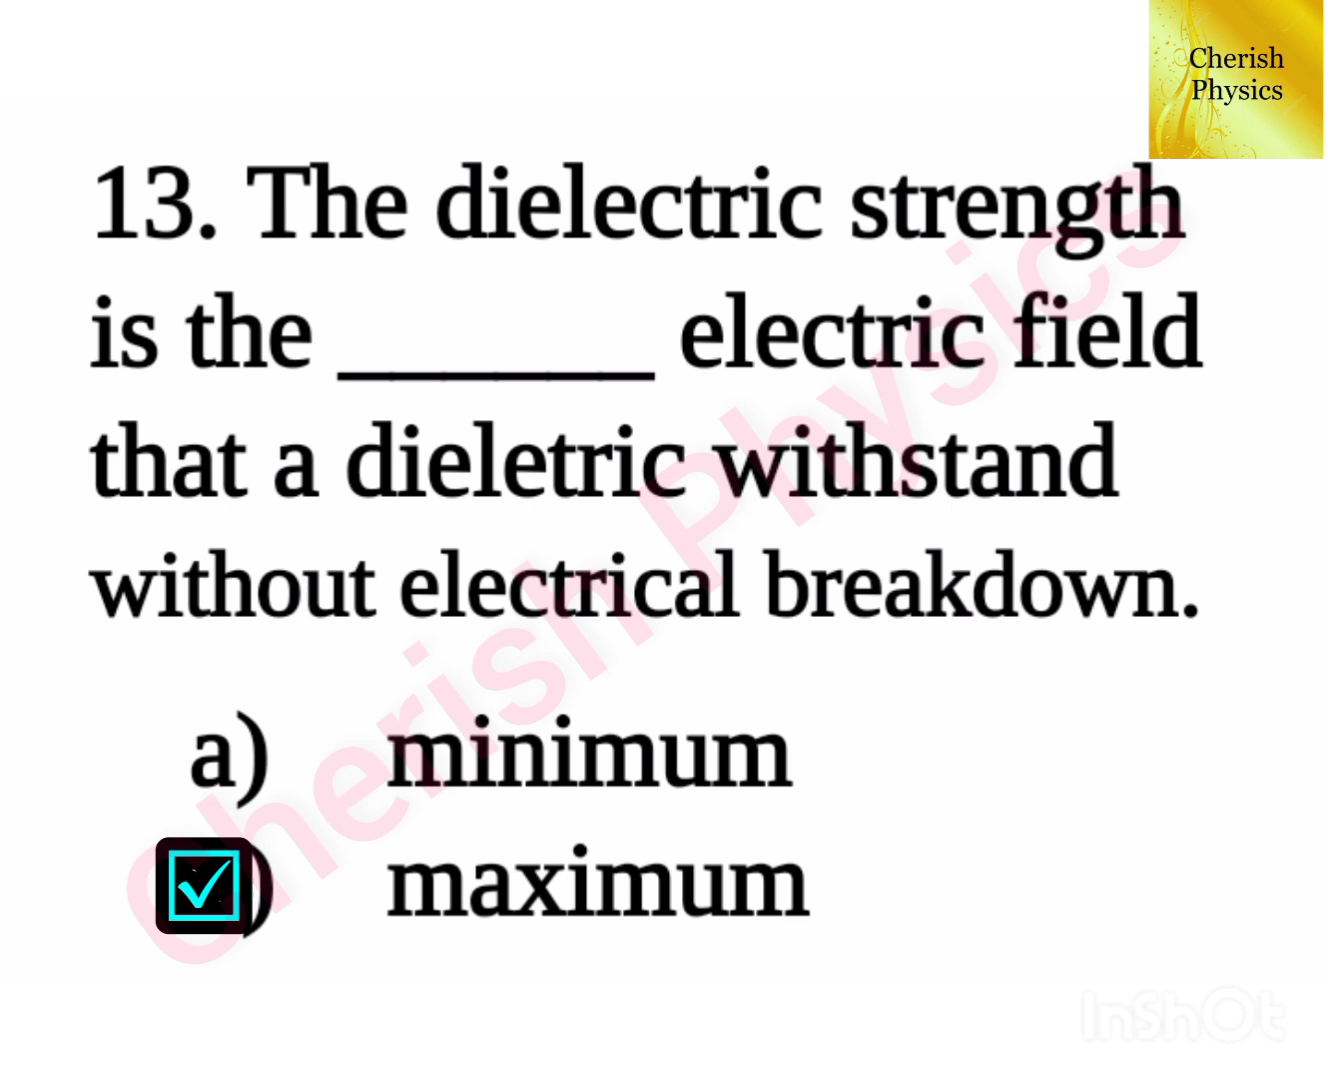 Cherish
Physics
13. The dielectric strength
is the ______ electric field
that a dieletric withstand
without electrical breakdown.
a) minimum
) maximum
Cherish Physics
InShOt